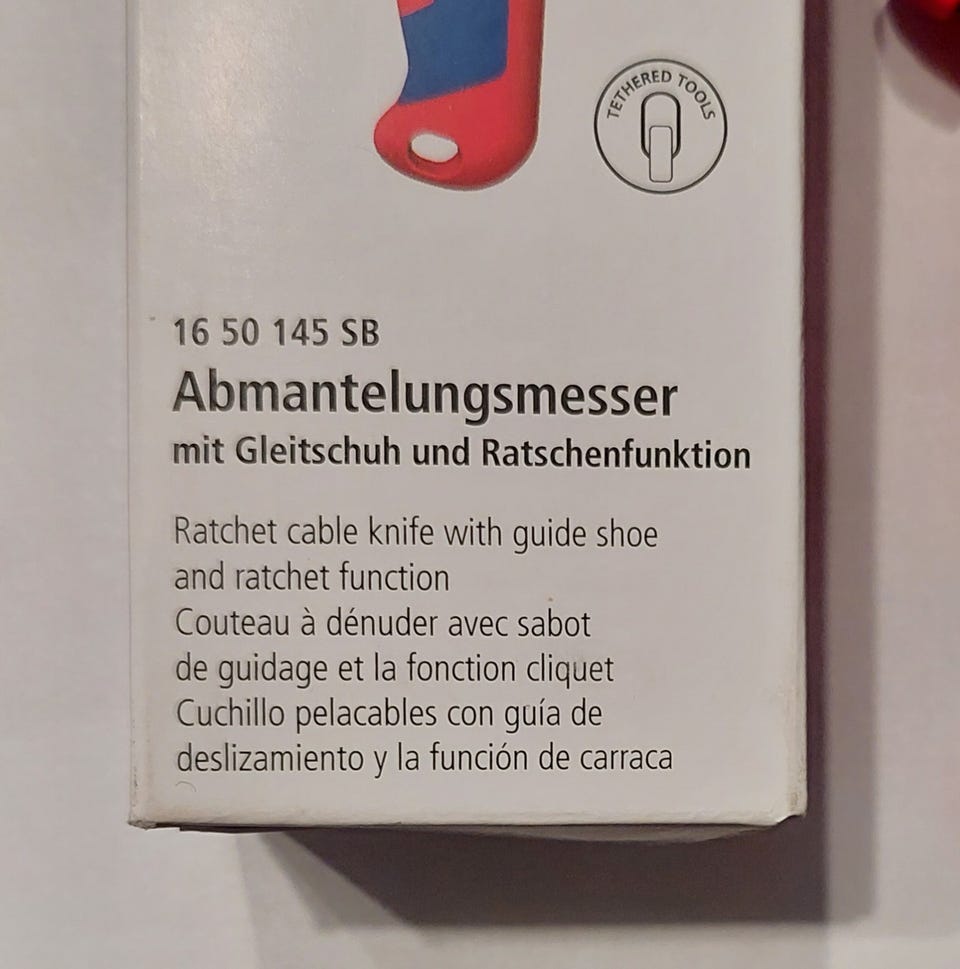 TETHERED TOOLS
16 50 145 SB
Abmantelungsmesser
mit Gleitschuh und Ratschenfunktion
Ratchet cable knife with guide shoe
and ratchet function
Couteau à dénuder avec sabot
de guidage et la fonction cliquet
Cuchillo pelacables con guía de
deslizamiento y la función de carraca